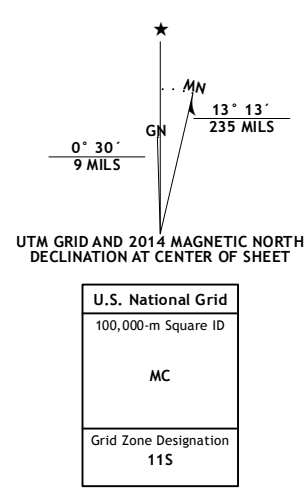 ★
MN
GN
13° 13´
235 MILS
0° 30´
9 MILS
UTM GRID AND 2014 MAGNETIC NORTH
DECLINATION AT CENTER OF SHEET
U.S. National Grid
100,000-m Square ID
MC
Grid Zone Designation
11S